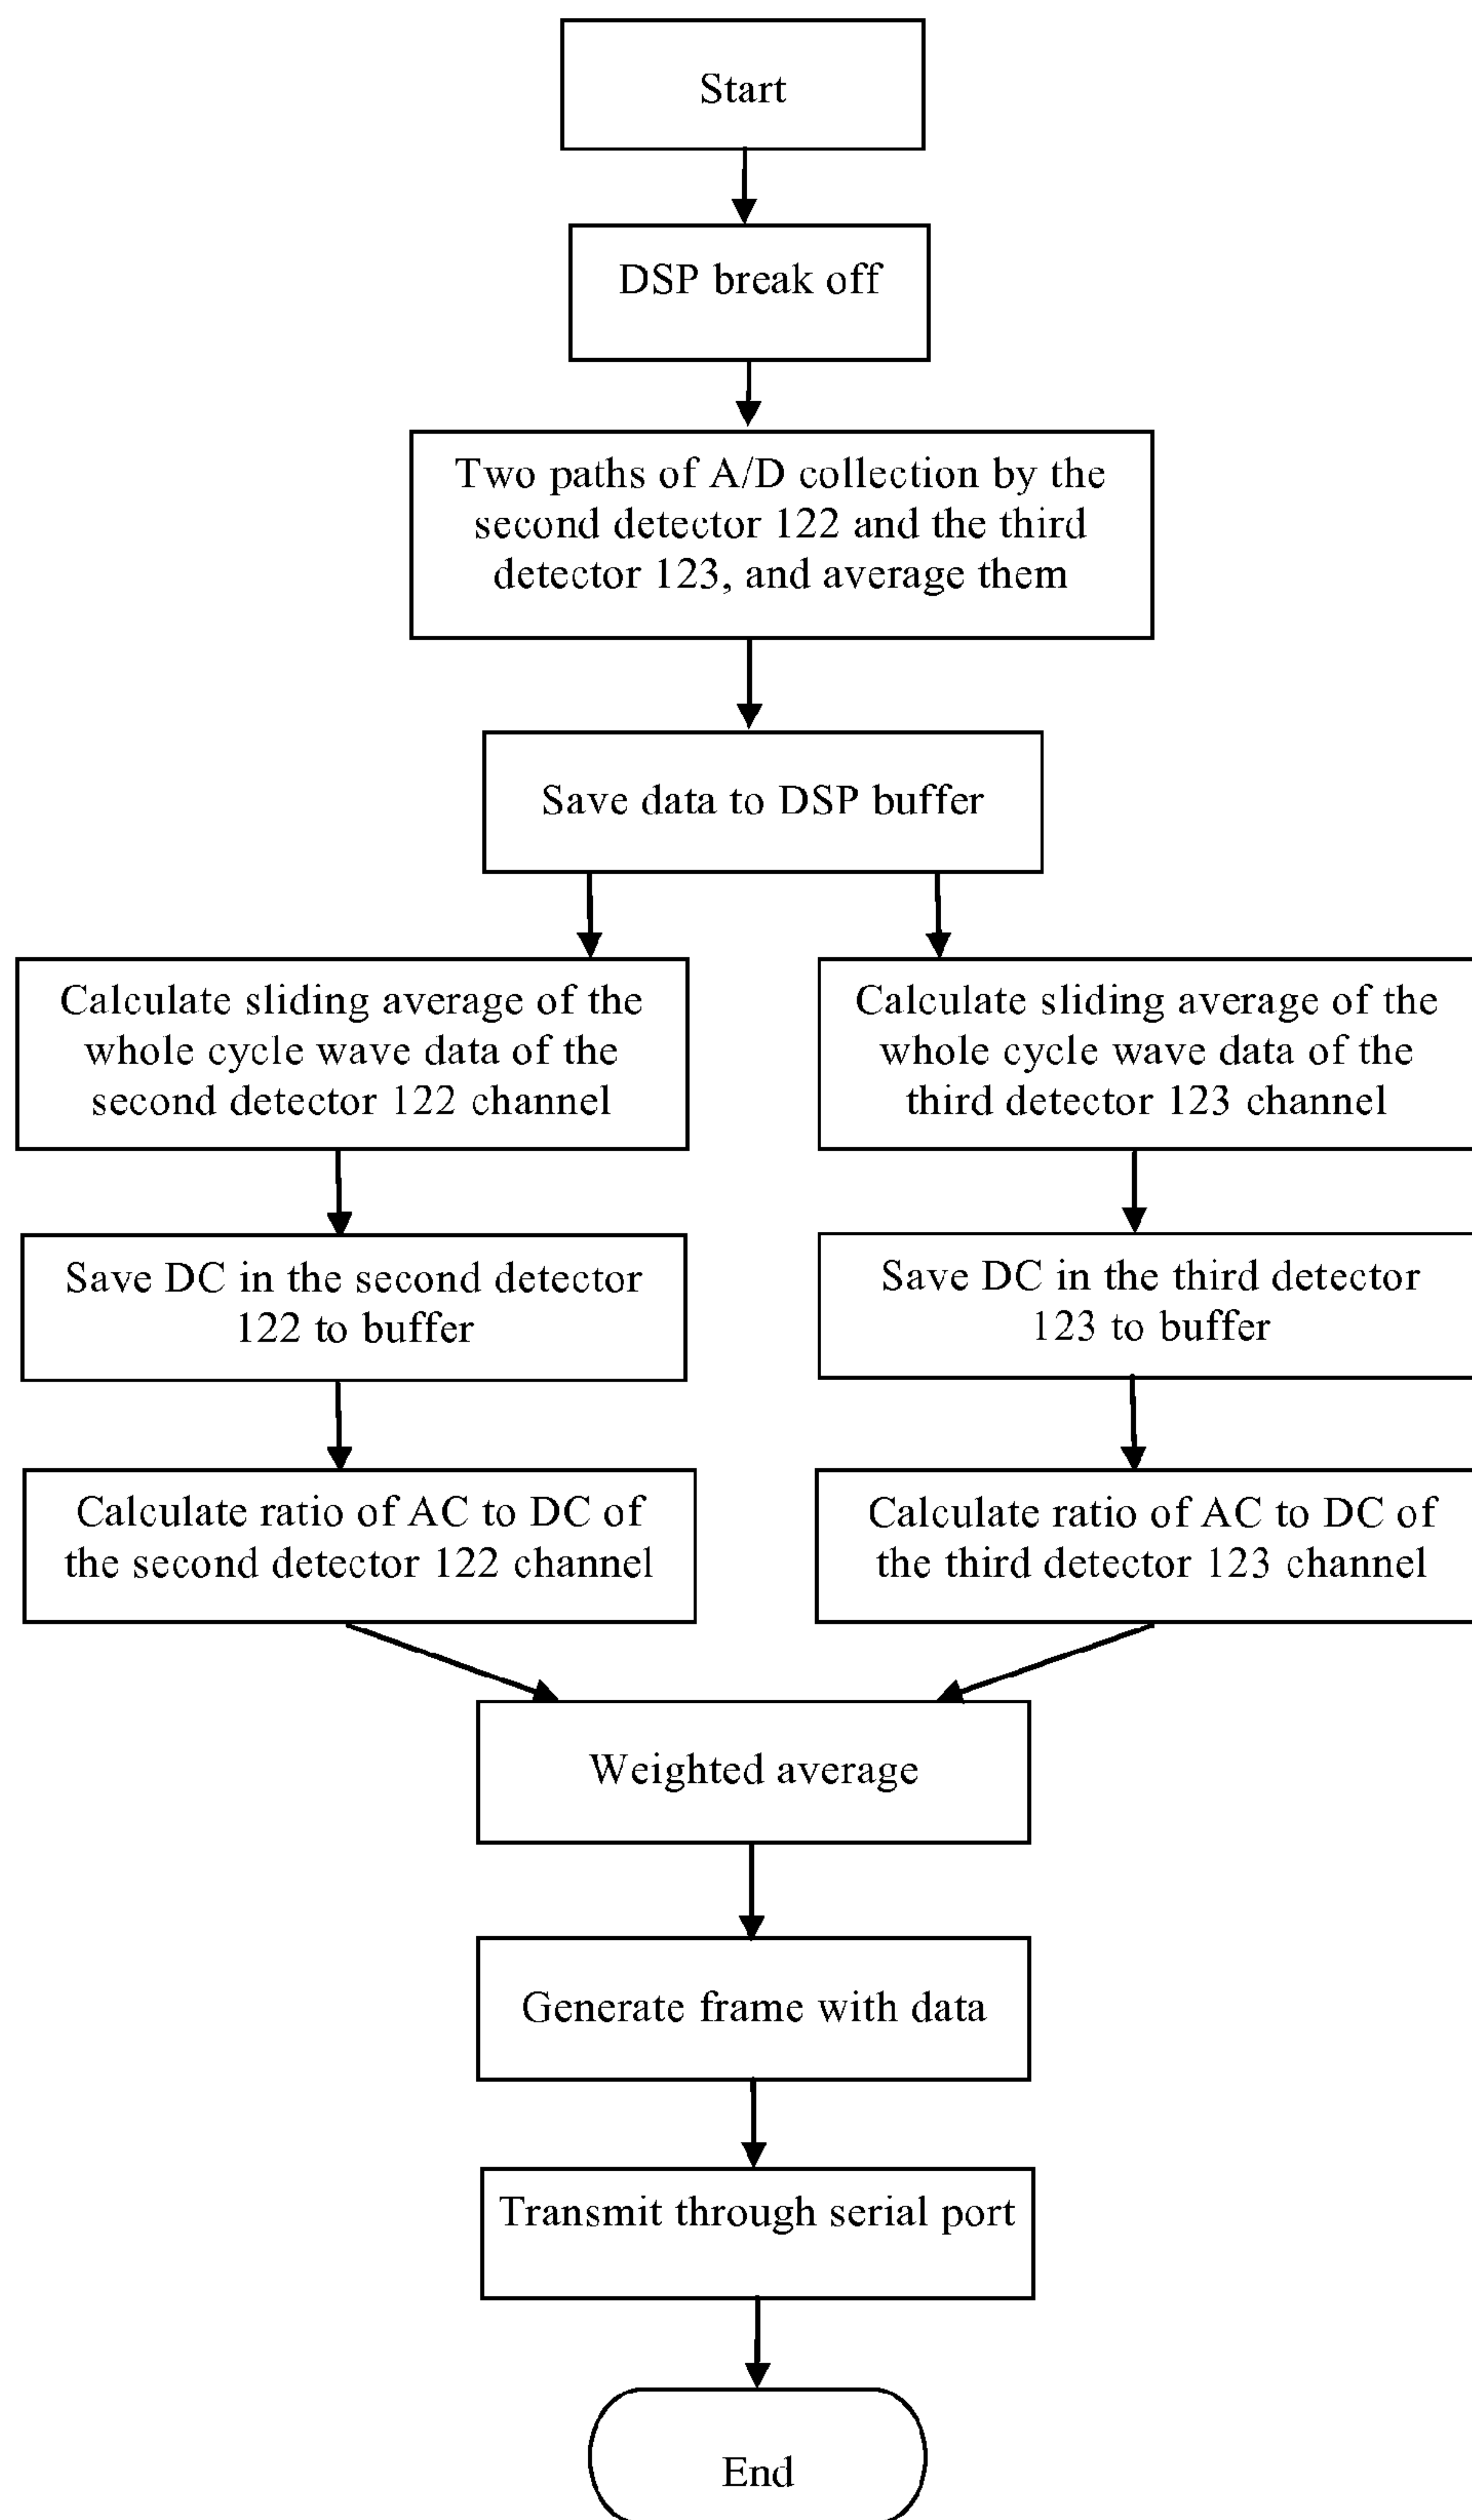 Start
DSP break off
Two paths of A/D collection by the
second detector 122 and the third
detector 123, and average them
Save data to DSP buffer
Calculate sliding average of the
whole cycle wave data of the
second detector 122 channel
Calculate sliding average of the
whole cycle wave data of the
third detector 123 channel
Save DC in the second detector
122 to buffer
Save DC in the third detector
123 to buffer
Calculate ratio of AC to DC of
the second detector 122 channel
Calculate ratio of AC to DC of
the third detector 123 channel
Weighted average
Generate frame with data
Transmit through serial port
End